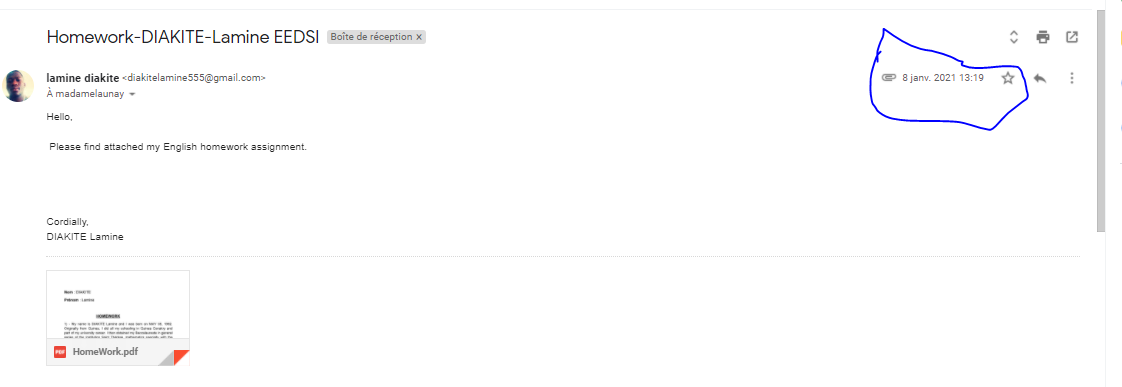 Homework-DIAKITE-Lamine EEDSI Boîte de réception x
lamine diakite <diakitelamine555@gmail.com> 8 janv. 2021 13:19
À madamelaunay
Hello,
Please find attached my English homework assignment.
Cordially,
DIAKITE Lamine
Nom : DIAKITE
Prénom : Lamine
HOMEWORK
PDF HomeWork.pdf